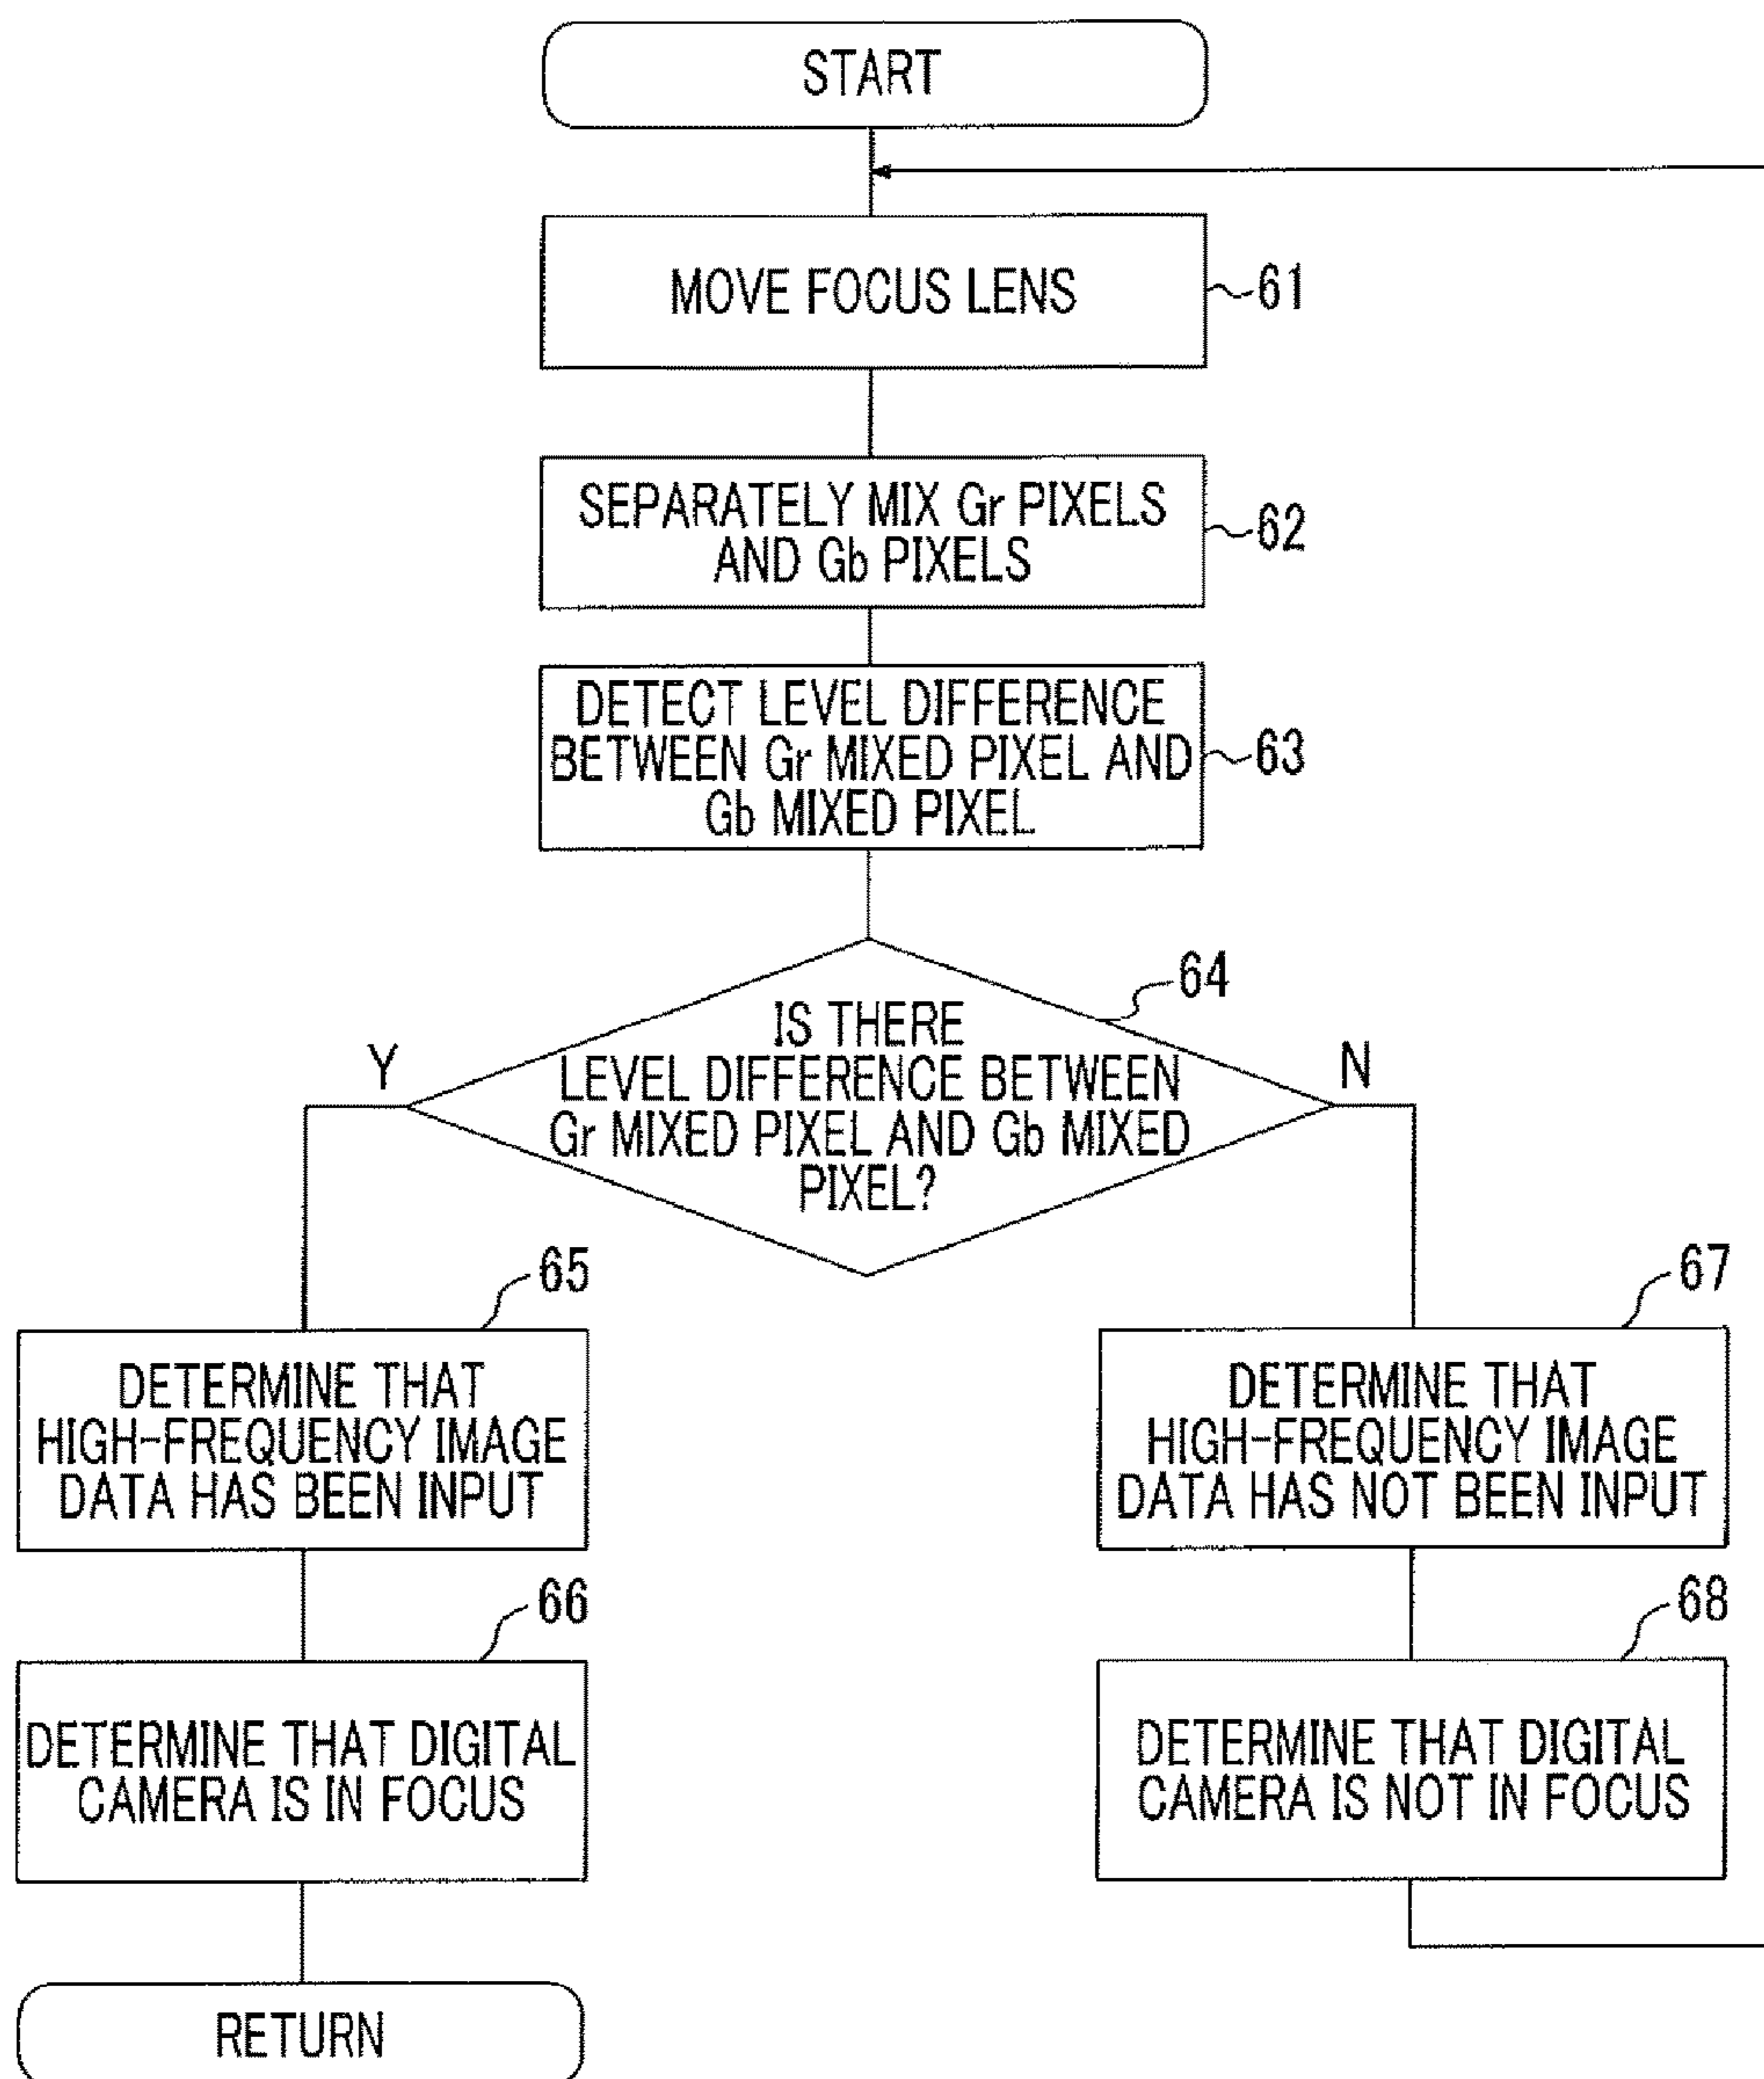 START
MOVE FOCUS LENS
61
SEPARATELY MIX Gr PIXELS
AND Gb PIXELS
62
DETECT LEVEL DIFFERENCE
BETWEEN Gr MIXED PIXEL AND
Gb MIXED PIXEL
63
64
IS THERE
LEVEL DIFFERENCE BETWEEN
Gr MIXED PIXEL AND Gb MIXED
PIXEL?
Y
N
65
DETERMINE THAT
HIGH-FREQUENCY IMAGE
DATA HAS BEEN INPUT
67
DETERMINE THAT
HIGH-FREQUENCY IMAGE
DATA HAS NOT BEEN INPUT
66
DETERMINE THAT DIGITAL
CAMERA IS IN FOCUS
68
DETERMINE THAT DIGITAL
CAMERA IS NOT IN FOCUS
RETURN